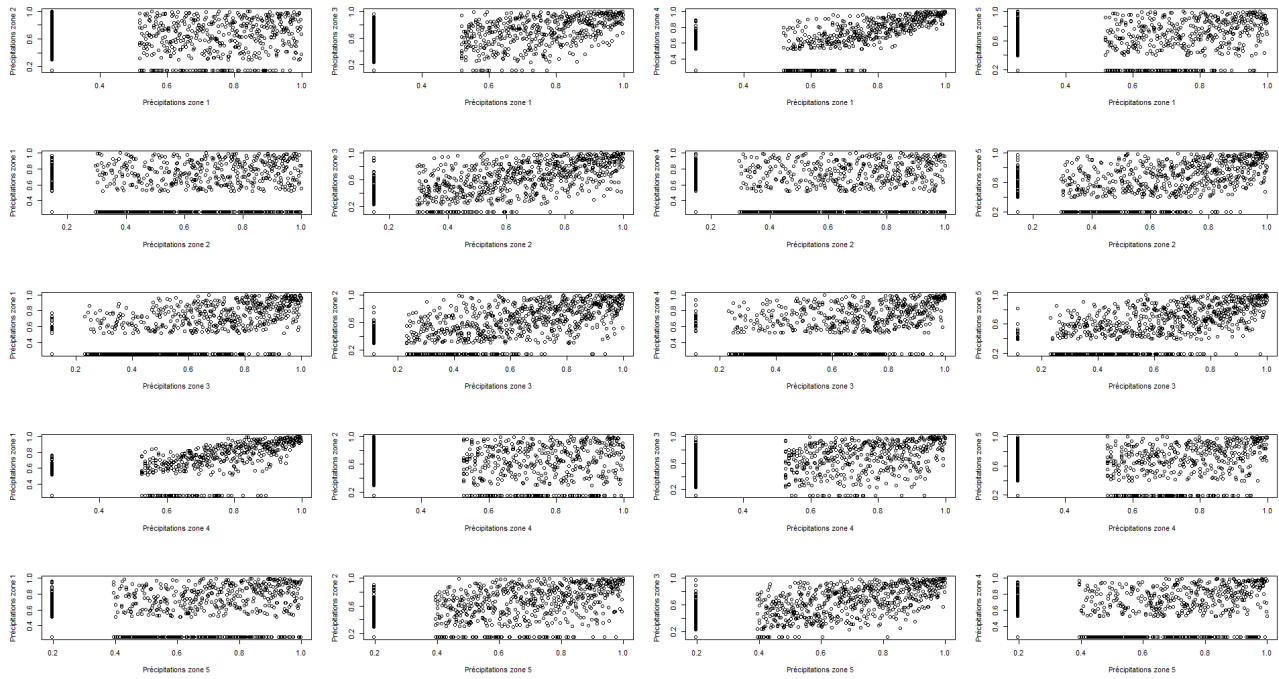 Précipitations zone 2
0.2 0.6 1.0
0.4 0.6 0.8 1.0
Précipitations zone 1
Précipitations zone 3
0.2 0.6 1.0
0.4 0.6 0.8 1.0
Précipitations zone 1
Précipitations zone 4
0.4 0.6 0.8 1.0
0.4 0.6 0.8 1.0
Précipitations zone 1
Précipitations zone 5
0.2 0.6 1.0
0.4 0.6 0.8 1.0
Précipitations zone 1
Précipitations zone 1
0.4 0.6 0.8 1.0
0.2 0.4 0.6 0.8 1.0
Précipitations zone 2
Précipitations zone 3
0.2 0.6 1.0
0.2 0.4 0.6 0.8 1.0
Précipitations zone 2
Précipitations zone 4
0.4 0.6 0.8 1.0
0.2 0.4 0.6 0.8 1.0
Précipitations zone 2
Précipitations zone 5
0.2 0.6 1.0
0.2 0.4 0.6 0.8 1.0
Précipitations zone 2
Précipitations zone 1
0.4 0.6 0.8 1.0
0.2 0.4 0.6 0.8 1.0
Précipitations zone 3
Précipitations zone 2
0.2 0.6 1.0
0.2 0.4 0.6 0.8 1.0
Précipitations zone 3
Précipitations zone 4
0.4 0.6 0.8 1.0
0.2 0.4 0.6 0.8 1.0
Précipitations zone 3
Précipitations zone 5
0.2 0.6 1.0
0.2 0.4 0.6 0.8 1.0
Précipitations zone 3
Précipitations zone 1
0.4 0.6 0.8 1.0
0.4 0.6 0.8 1.0
Précipitations zone 4
Précipitations zone 2
0.2 0.6 1.0
0.4 0.6 0.8 1.0
Précipitations zone 4
Précipitations zone 3
0.2 0.6 1.0
0.4 0.6 0.8 1.0
Précipitations zone 4
Précipitations zone 5
0.2 0.6 1.0
0.4 0.6 0.8 1.0
Précipitations zone 4
Précipitations zone 1
0.4 0.6 0.8 1.0
0.2 0.4 0.6 0.8 1.0
Précipitations zone 5
Précipitations zone 2
0.2 0.6 1.0
0.2 0.4 0.6 0.8 1.0
Précipitations zone 5
Précipitations zone 3
0.2 0.6 1.0
0.2 0.4 0.6 0.8 1.0
Précipitations zone 5
Précipitations zone 4
0.4 0.6 0.8 1.0
0.2 0.4 0.6 0.8 1.0
Précipitations zone 5